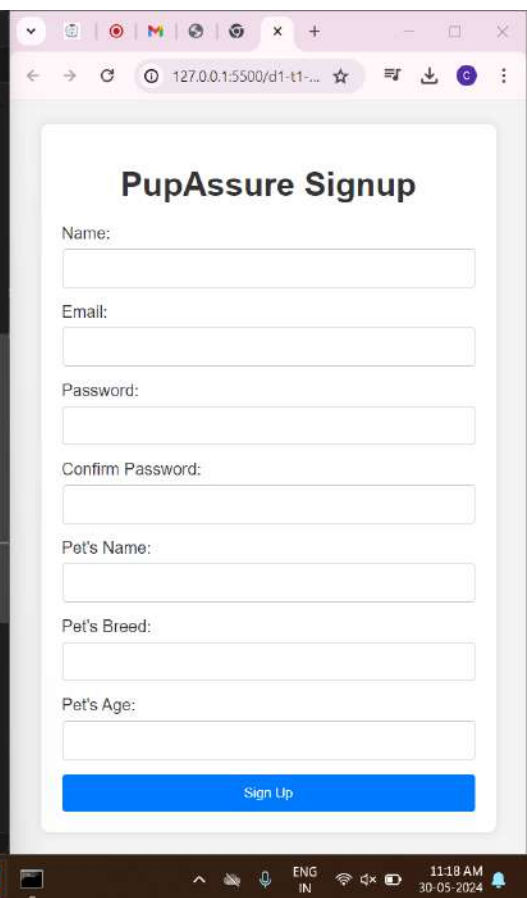 127.0.0.1:5500/d1-t1-...
C
PupAssure Signup
Name:
Email:
Password:
Confirm Password:
Pet's Name:
Pet's Breed:
Pet's Age:
Sign Up
ENG
IN
11:18 AM
30-05-2024